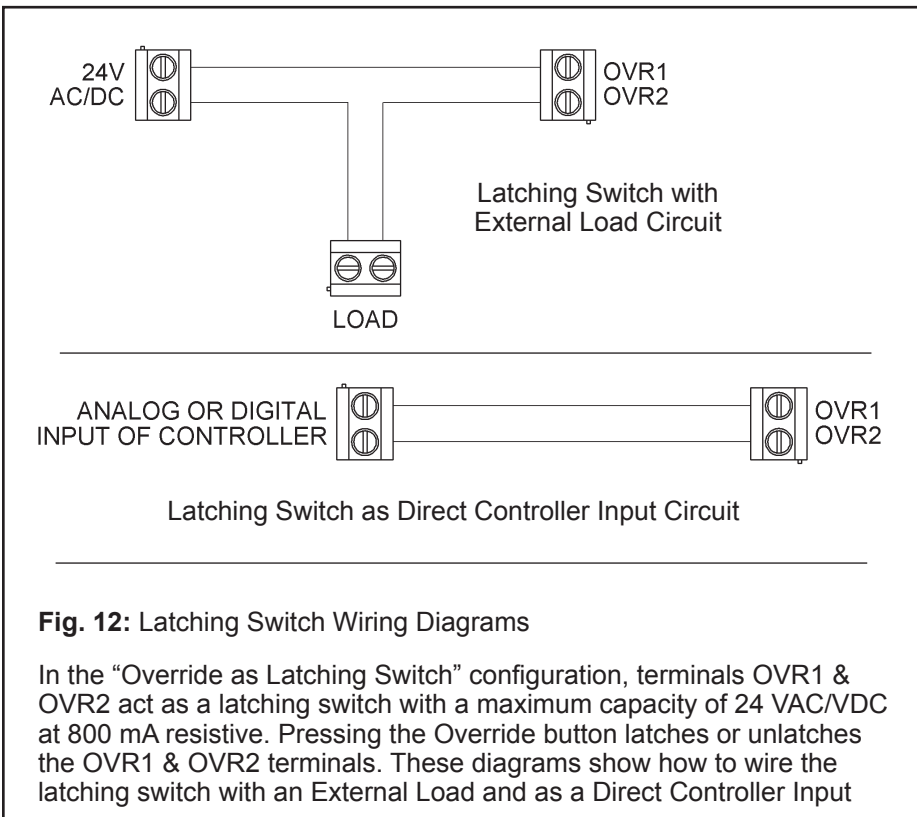 24V
AC/DC
OVR1
OVR2
Latching Switch with
External Load Circuit
LOAD
ANALOG OR DIGITAL
INPUT OF CONTROLLER
OVR1
OVR2
Latching Switch as Direct Controller Input Circuit
Fig. 12: Latching Switch Wiring Diagrams
In the “Override as Latching Switch” configuration, terminals OVR1 &
OVR2 act as a latching switch with a maximum capacity of 24 VAC/VDC
at 800 mA resistive. Pressing the Override button latches or unlatches
the OVR1 & OVR2 terminals. These diagrams show how to wire the
latching switch with an External Load and as a Direct Controller Input